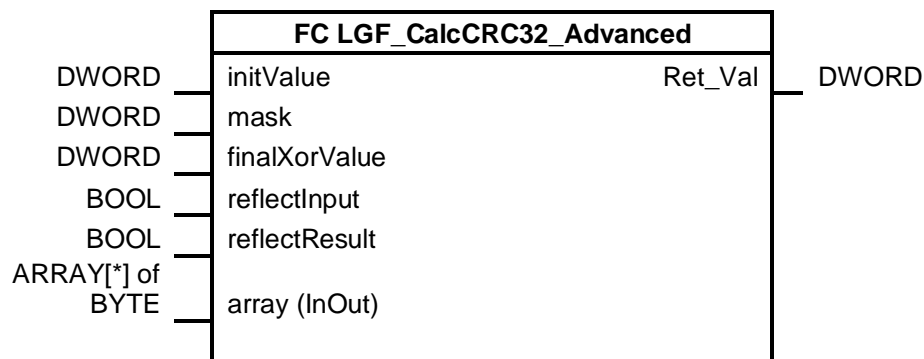 FC LGF_CalcCRC32_Advanced
DWORD initValue Ret_Val DWORD
DWORD mask
DWORD finalXorValue
BOOL reflectInput
BOOL reflectResult
ARRAY[*] of
BYTE array (InOut)